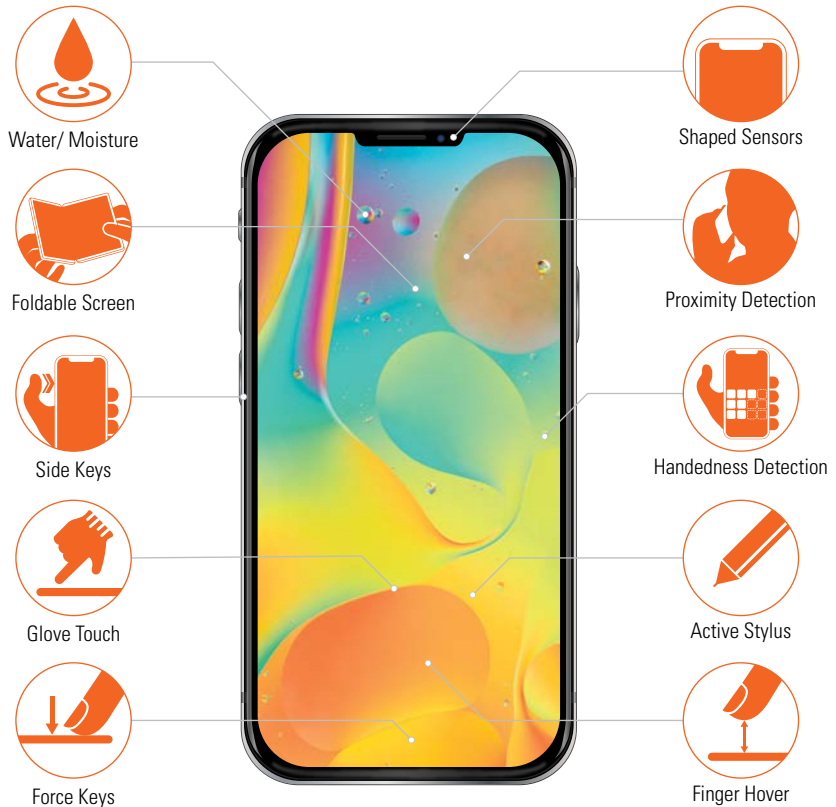 Water/ Moisture
Shaped Sensors
Foldable Screen
Proximity Detection
Side Keys
Handedness Detection
Glove Touch
Active Stylus
Force Keys
Finger Hover